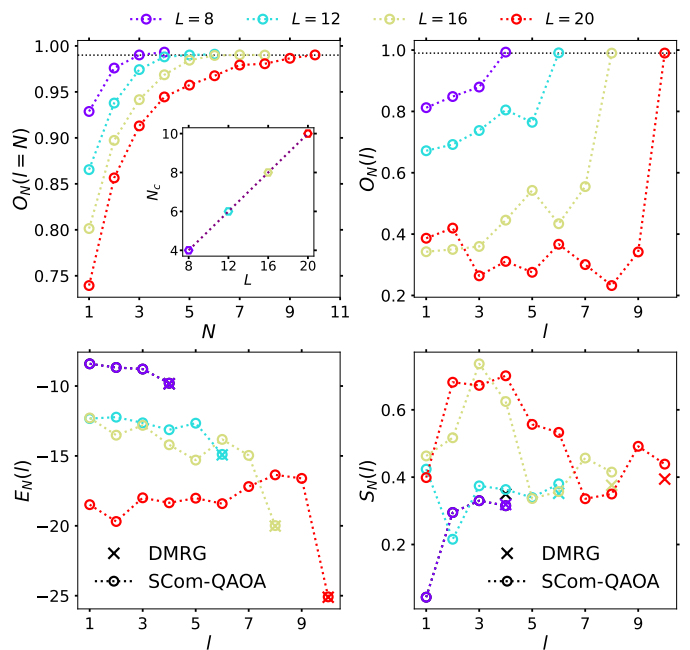 L = 8 L = 12 L = 16 L = 20
1.00
0.95
0.90
0.85
0.80
0.75
O_N(l = N)
1 3 5 7 9 11
N
10
8
6
4
N_c
8 12 16 20
L
1.0
0.8
0.6
0.4
0.2
O_N(l)
1 3 5 7 9
l
−10
−15
−20
−25
E_N(l)
DMRG
SCom-QAOA
1 3 5 7 9
l
0.6
0.4
0.2
S_N(l)
DMRG
SCom-QAOA
1 3 5 7 9
l